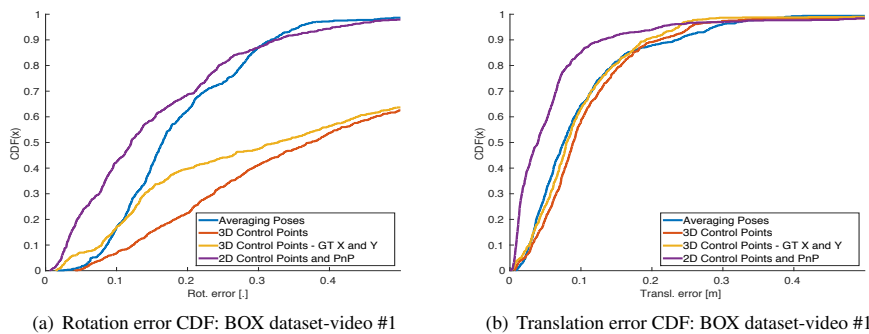 1
0.9
0.8
0.7
0.6
0.5
0.4
0.3
0.2
0.1
0
CDF(x)
0 0.1 0.2 0.3 0.4
Rot. error [.]
Averaging Poses
3D Control Points
3D Control Points - GT X and Y
2D Control Points and PnP
(a) Rotation error CDF: BOX dataset-video #1
1
0.9
0.8
0.7
0.6
0.5
0.4
0.3
0.2
0.1
0
CDF(x)
0 0.1 0.2 0.3 0.4 0.5
Transl. error [m]
Averaging Poses
3D Control Points
3D Control Points - GT X and Y
2D Control Points and PnP
(b) Translation error CDF: BOX dataset-video #1